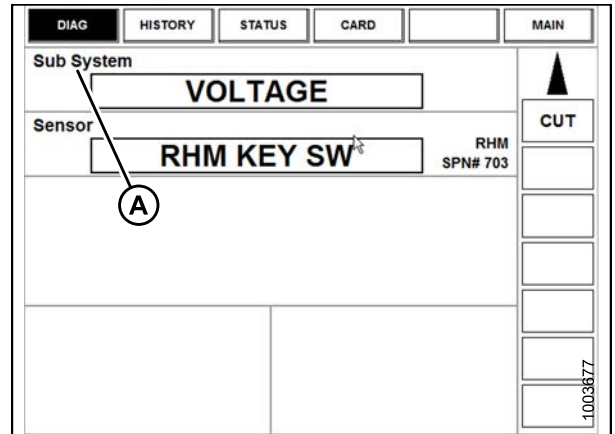 DIAG HISTORY STATUS CARD MAIN
Sub System
VOLTAGE
CUT
Sensor
RHM KEY SW
RHM
SPN# 703
A
1003677